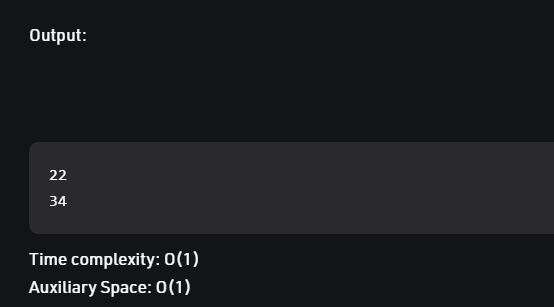 Output:
22
34
Time complexity: O(1)
Auxiliary Space: O(1)